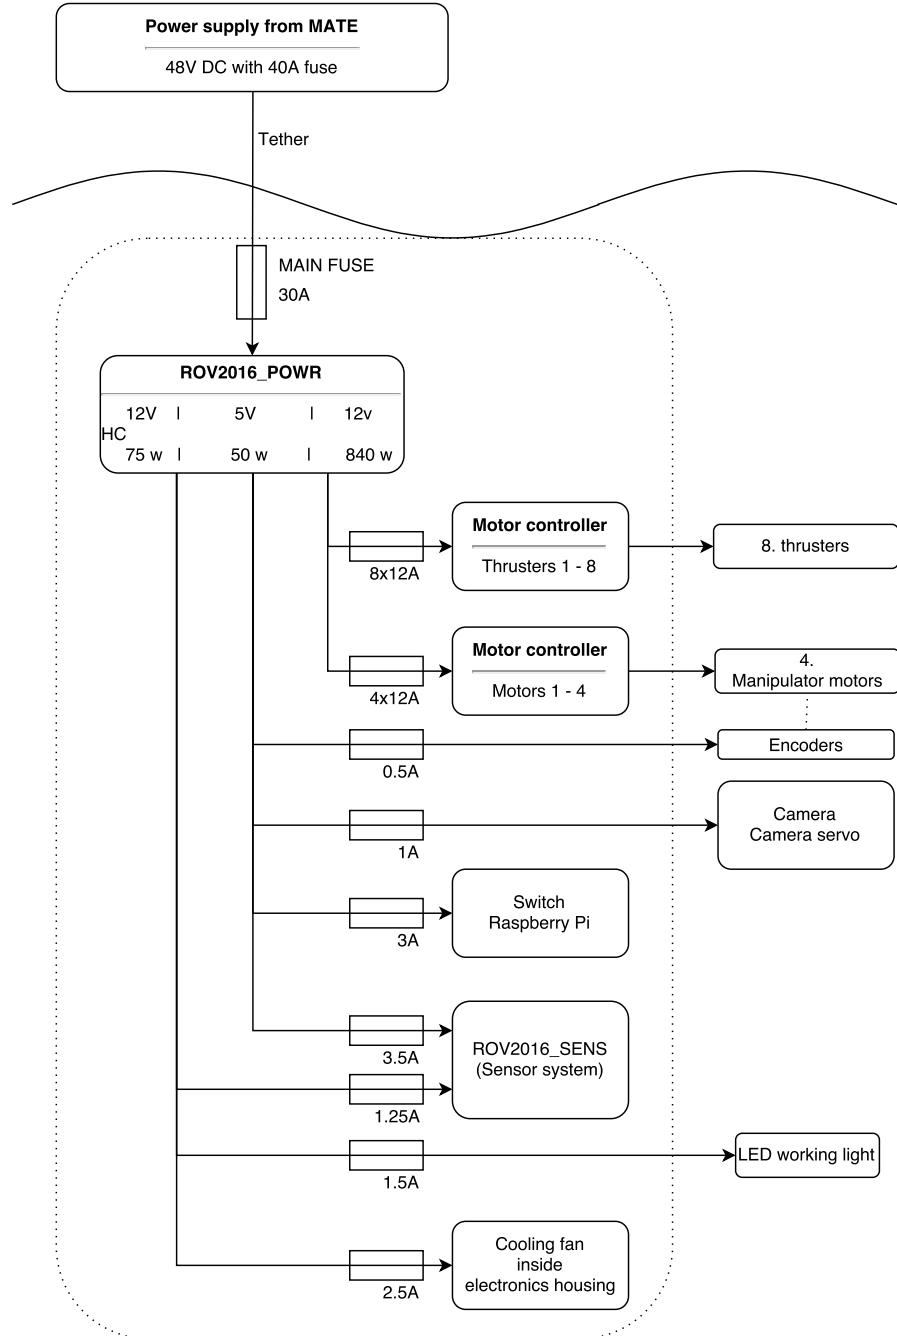 Power supply from MATE
48V DC with 40A fuse
Tether
MAIN FUSE
30A
ROV2016_POWR
12V | 5V | 12v
HC
75 w | 50 w | 840 w
Motor controller
Thrusters 1 - 8
8. thrusters
8x12A
Motor controller
Motors 1 - 4
4.
Manipulator motors
4x12A
Encoders
0.5A
Camera
Camera servo
1A
Switch
Raspberry Pi
3A
ROV2016_SENS
(Sensor system)
3.5A
1.25A
LED working light
1.5A
Cooling fan
inside
electronics housing
2.5A